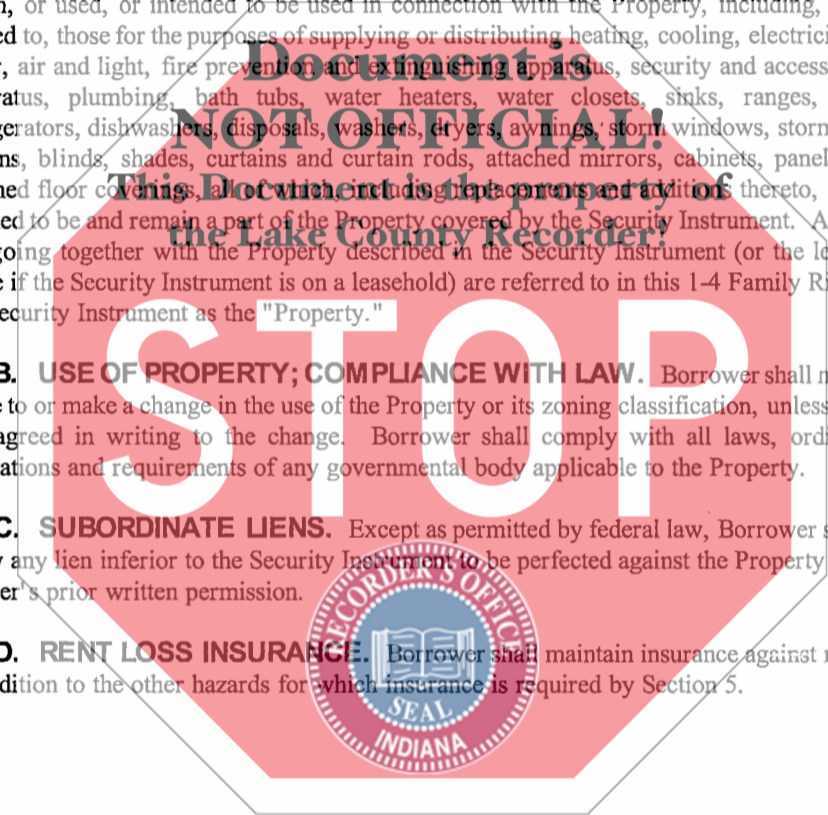 or used, or intended to be used in connection with the Property, including,
ed to, those for the purposes of supplying or distributing heating, cooling, electrici
, air and light, fire prevention and extinguishing apparatus, security and access
ratus, plumbing, bath tubs, water heaters, water closets, sinks, ranges,
gerators, dishwashers, disposals, washers, dryers, awnings, storm windows, storm
ns, blinds, shades, curtains and curtain rods, attached mirrors, cabinets, panel
hed floor coverings, all of which, including replacements and additions thereto,
ed to be and remain a part of the Property covered by the Security Instrument. A
going together with the Property described in the Security Instrument (or the le
e if the Security Instrument is on a leasehold) are referred to in this 1-4 Family Ri
ecurity Instrument as the "Property."
B. USE OF PROPERTY; COMPLIANCE WITH LAW. Borrower shall n
e to or make a change in the use of the Property or its zoning classification, unless
agreed in writing to the change. Borrower shall comply with all laws, ordi
ations and requirements of any governmental body applicable to the Property.
C. SUBORDINATE LIENS. Except as permitted by federal law, Borrower s
y any lien inferior to the Security Instrument to be perfected against the Property
er's prior written permission.
D. RENT LOSS INSURANCE. Borrower shall maintain insurance against r
dition to the other hazards for which insurance is required by Section 5.
Document is
NOT OFFICIAL!
This Document is the property of
the Lake County Recorder!
STOP
RECORDER'S OFFICE
SEAL
INDIANA